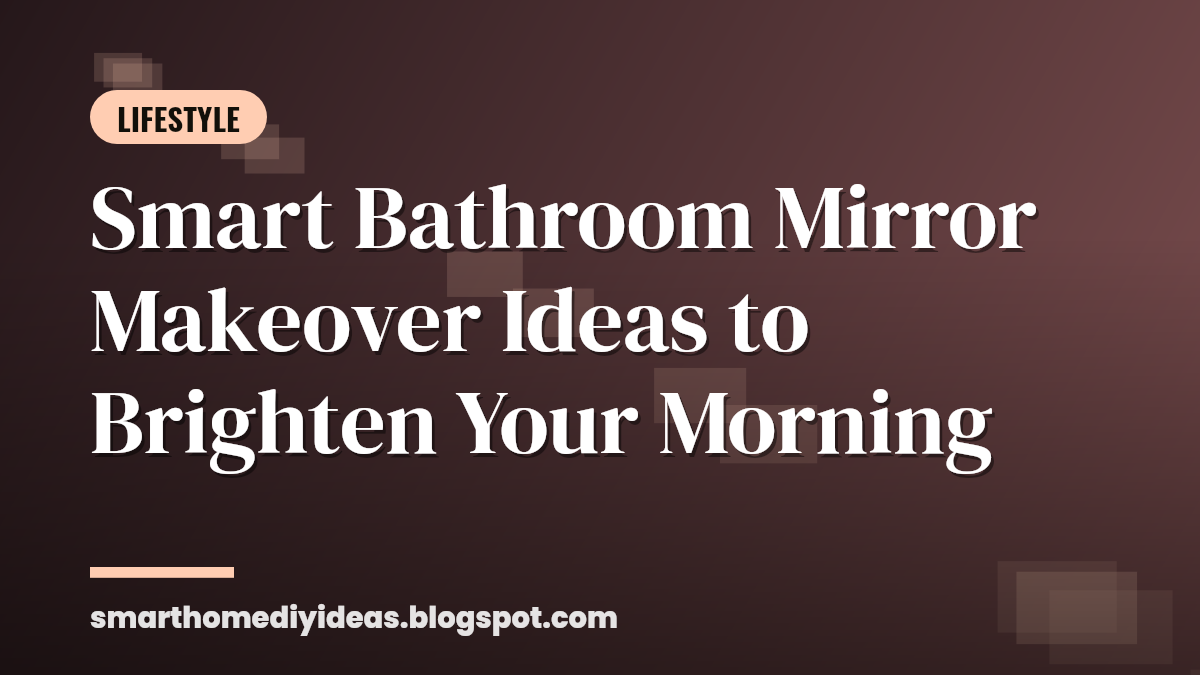 LIFESTYLE
Smart Bathroom Mirror
Makeover Ideas to
Brighten Your Morning
smarthomediyideas.blogspot.com